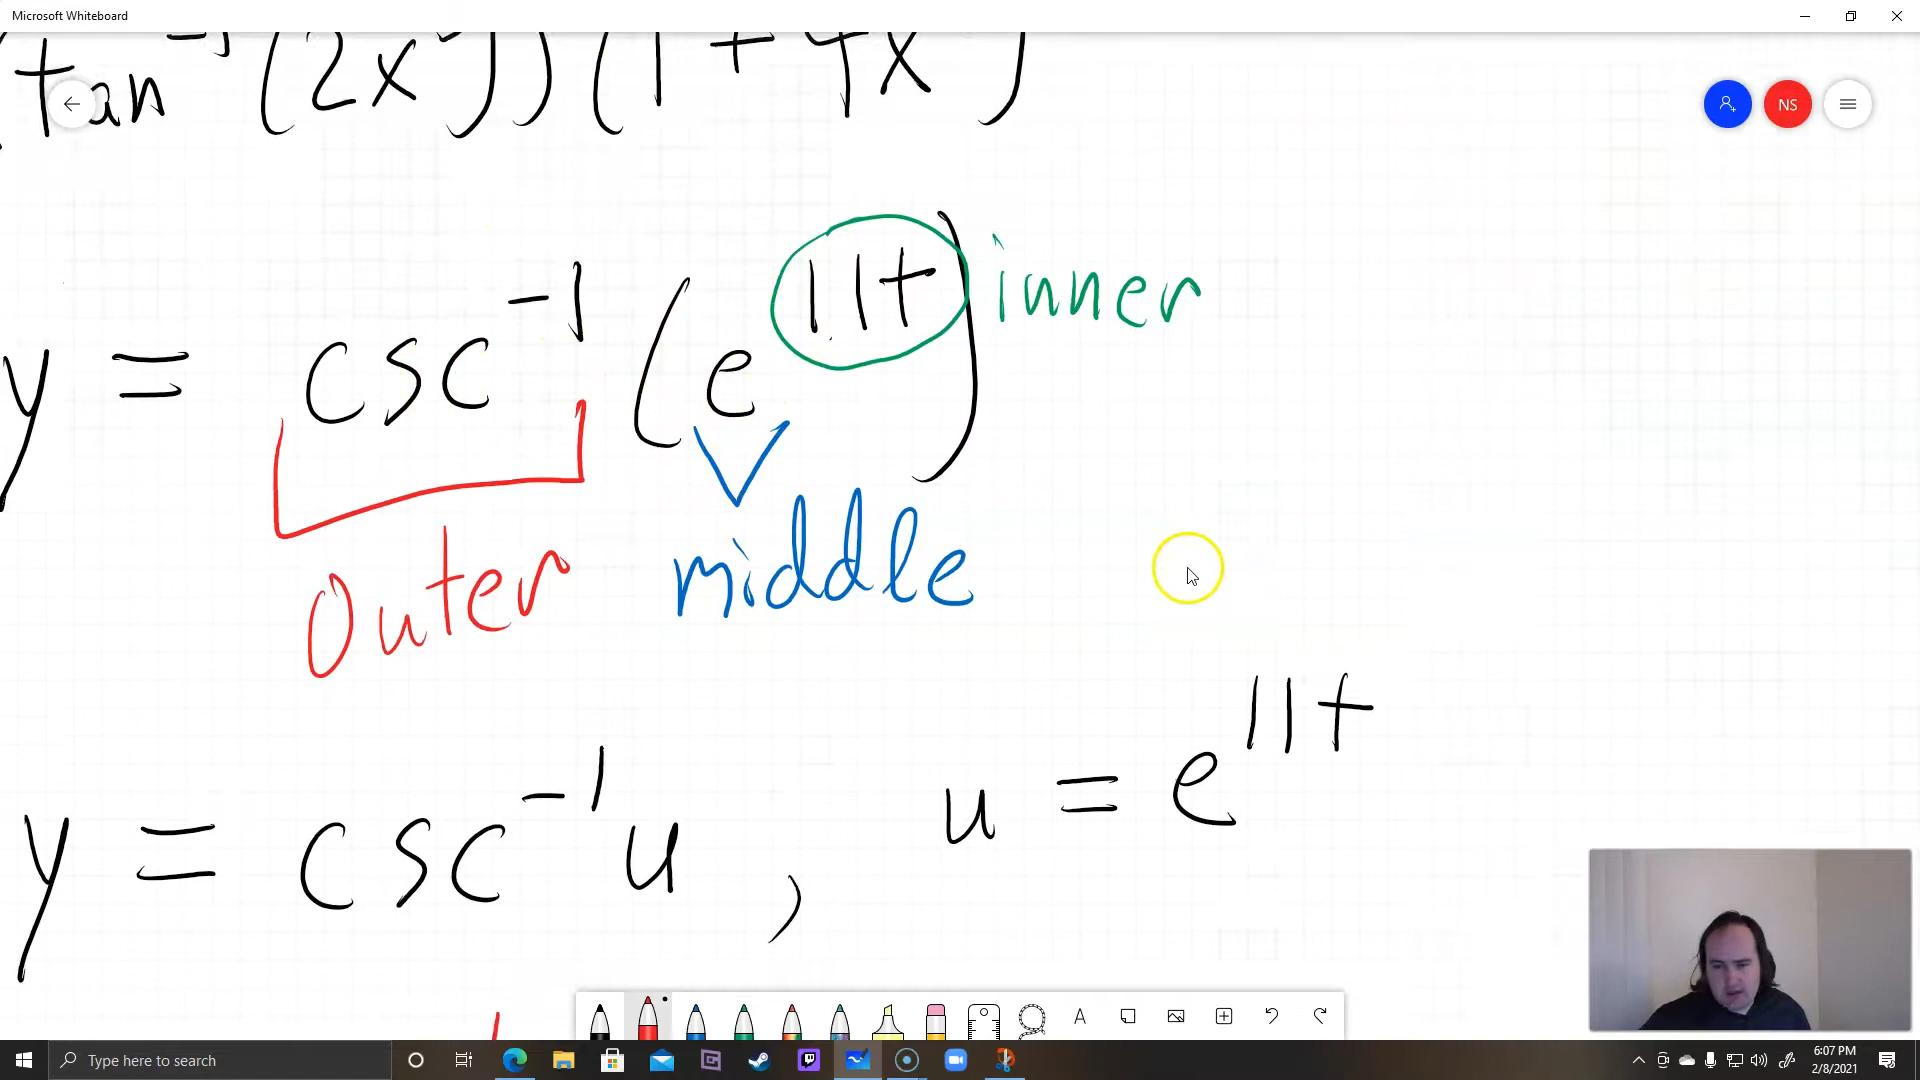 Microsoft Whiteboard
tan⁻¹(2x))(1 + 4x)
NS
y = csc⁻¹(e^11t) inner
outer middle
y = csc⁻¹u, u = e^11t
A
Type here to search
6:07 PM
2/8/2021